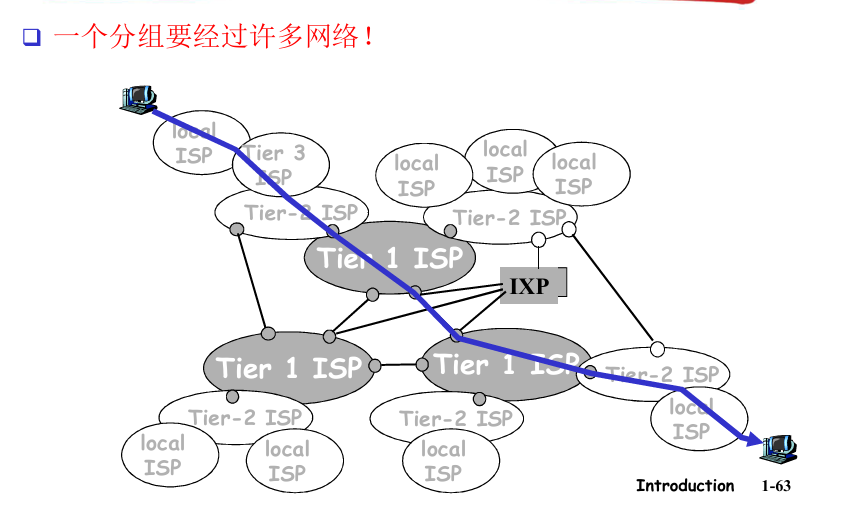 一个分组要经过许多网络！
local
ISP
Tier 3
ISP
Tier-2 ISP
local
ISP
local
ISP
local
ISP
Tier-2 ISP
Tier 1 ISP
IXP
Tier 1 ISP
Tier 1 ISP
Tier-2 ISP
local
ISP
Tier-2 ISP
local
ISP
local
ISP
Tier-2 ISP
local
ISP
Introduction 1-63